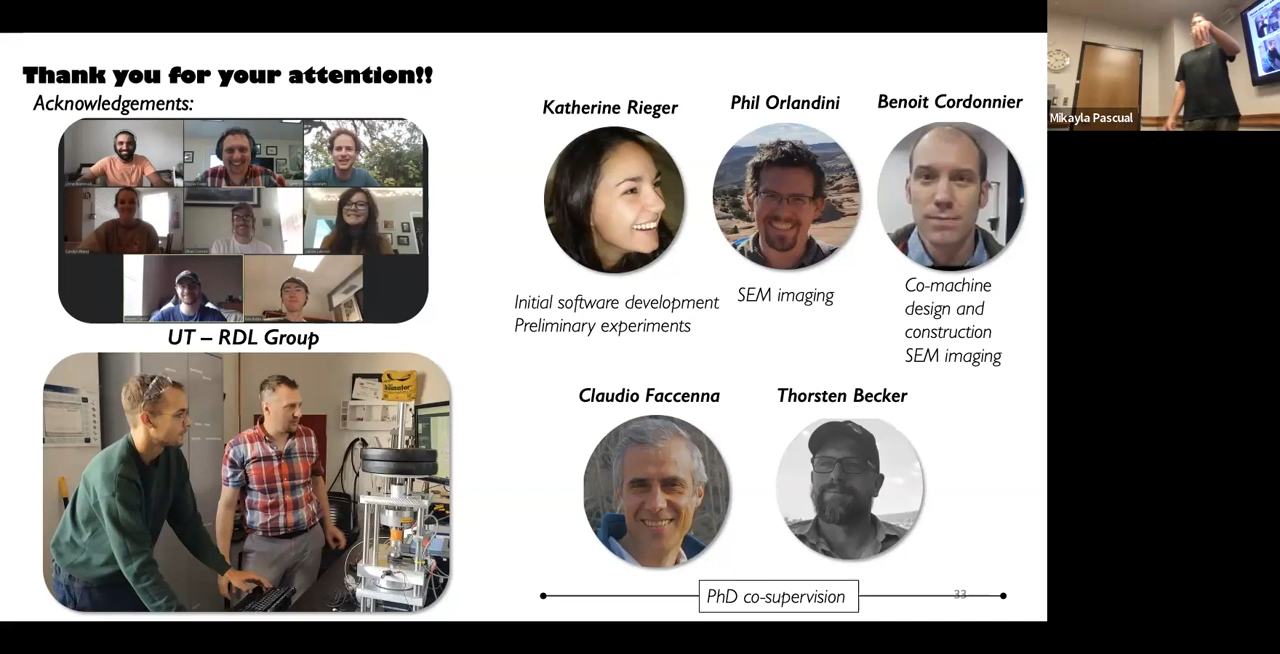 Thank you for your attention!!
Acknowledgements:
UT – RDL Group
Katherine Rieger
Initial software development
Preliminary experiments
Phil Orlandini
SEM imaging
Benoit Cordonnier
Co-machine
design and
construction
SEM imaging
Claudio Faccenna
Thorsten Becker
PhD co-supervision
33
Mikayla Pascual